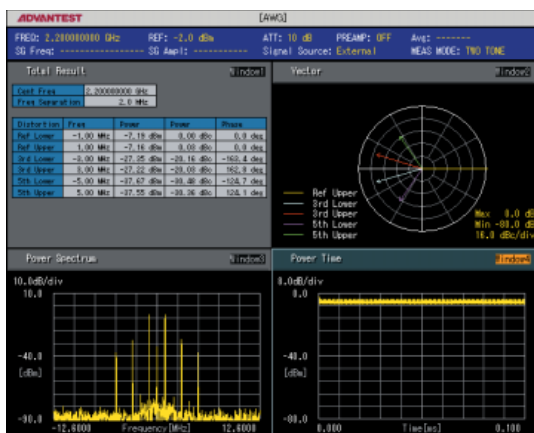 ADVANTEST [AWG]
FREQ: 2.200000000 GHz REF: -2.0 dBm ATT: 10 dB PREAMP: OFF Avg: -------
SG Freq: ---------------- SG Ampl: ----------- Signal Source: External MEAS MODE: TWO TONE
Total Result Window1
Cent Freq 2.200000000 GHz
Freq Separation 2.0 MHz
Distortion Freq Power Power Phase
Ref Lower -1.00 MHz -7.19 dBm 0.00 dBc 0.0 deg
Ref Upper 1.00 MHz -7.16 dBm 0.00 dBc 0.0 deg
3rd Lower -3.00 MHz -27.35 dBm -20.16 dBc -163.4 deg
3rd Upper 3.00 MHz -27.22 dBm -20.08 dBc 162.8 deg
5th Lower -5.00 MHz -37.67 dBm -30.48 dBc -124.7 deg
5th Upper 5.00 MHz -37.55 dBm -30.36 dBc 124.1 deg
Vector Window2
Ref Upper
3rd Lower
3rd Upper
5th Lower
5th Upper
Max 0.0 dB
Min -80.0 dB
16.0 dBc/div
Power Spectrum Window3
10.0dB/div
10.0
-40.0
[dBm]
-90.0
-12.6000 Frequency[MHz] 12.6000
Power Time Window4
8.0dB/div
0.0
-40.0
[dBm]
-80.0
0.000 Time[ms] 0.100